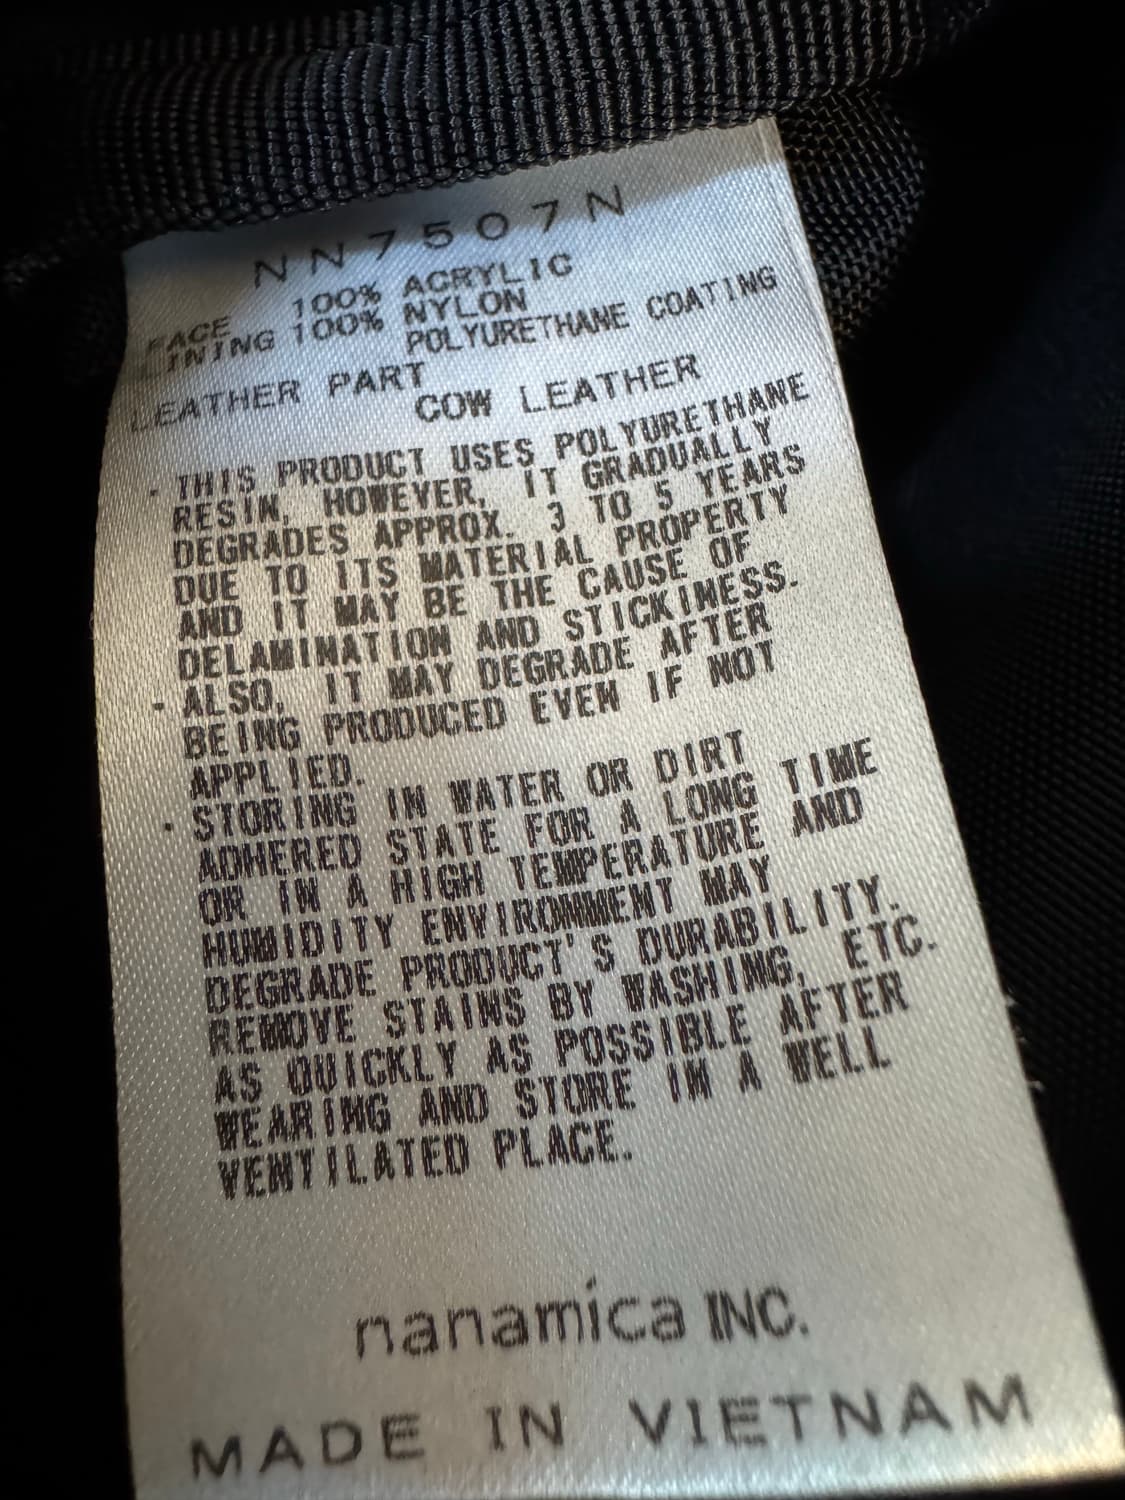 NN7507N
FACE 100% ACRYLIC
LINING 100% NYLON
POLYURETHANE COATING
LEATHER PART
COW LEATHER
· THIS PRODUCT USES POLYURETHANE
RESIN, HOWEVER, IT GRADUALLY
DEGRADES APPROX. 3 TO 5 YEARS
DUE TO ITS MATERIAL PROPERTY
AND IT MAY BE THE CAUSE OF
DELAMINATION AND STICKINESS.
· ALSO, IT MAY DEGRADE AFTER
BEING PRODUCED EVEN IF NOT
APPLIED.
· STORING IN WATER OR DIRT
ADHERED STATE FOR A LONG TIME
OR IN A HIGH TEMPERATURE AND
HUMIDITY ENVIRONMENT MAY
DEGRADE PRODUCT'S DURABILITY.
REMOVE STAINS BY WASHING, ETC.
AS QUICKLY AS POSSIBLE AFTER
WEARING AND STORE IN A WELL
VENTILATED PLACE.
nanamica INC.
MADE IN VIETNAM